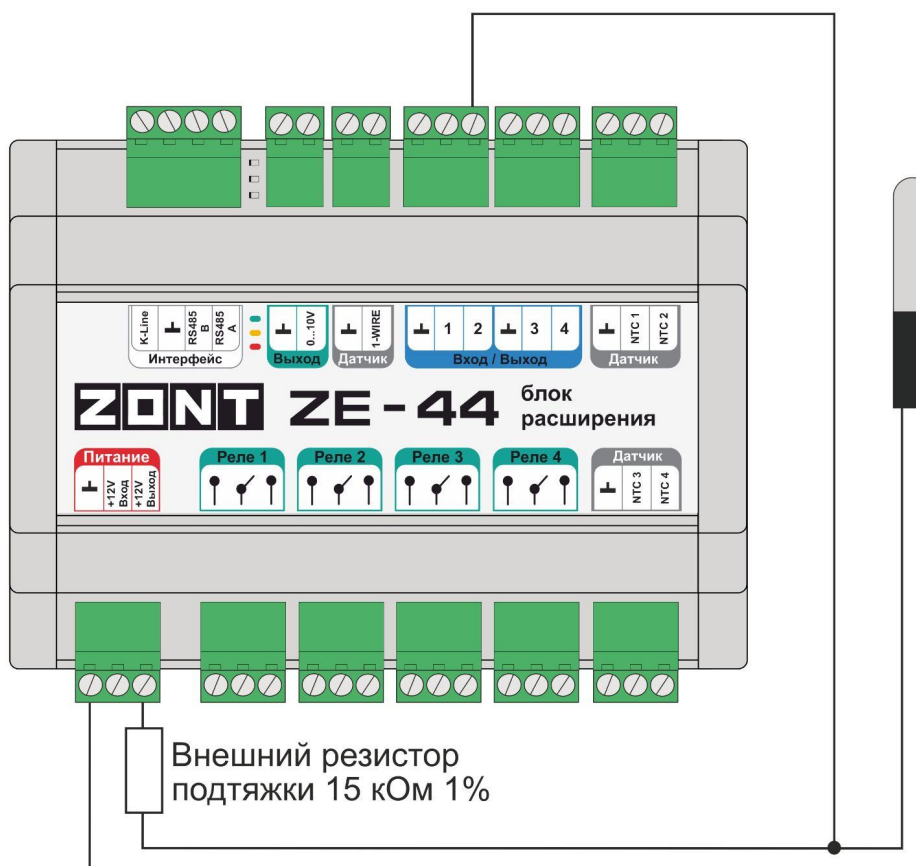 K-Line
RS485 B
RS485 A
0...10V
1-WIRE
1 2 3 4
NTC 1
NTC 2
Интерфейс Выход Датчик Вход / Выход Датчик
ZONT ZE-44 блок
расширения
Питание Реле 1 Реле 2 Реле 3 Реле 4 Датчик
+12V
Вход
+12V
Выход
NTC 3
NTC 4
Внешний резистор
подтяжки 15 кОм 1%